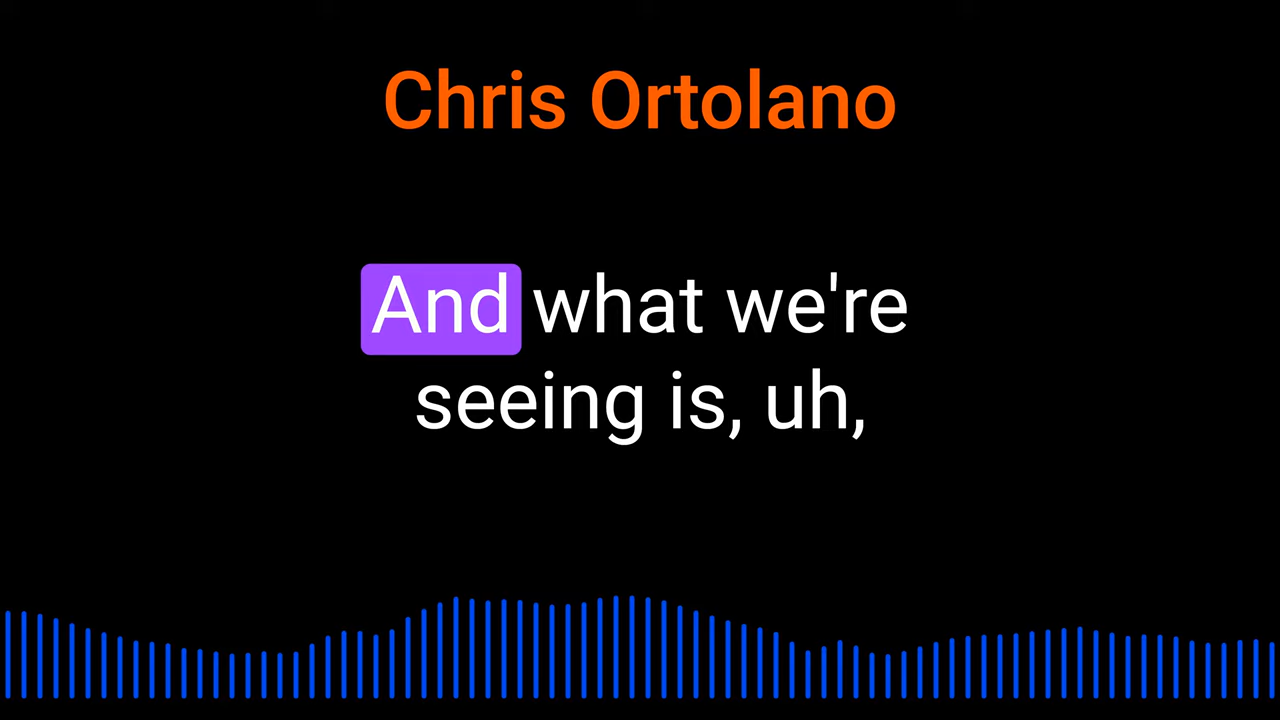 Chris Ortolano
And what we're
seeing is, uh,